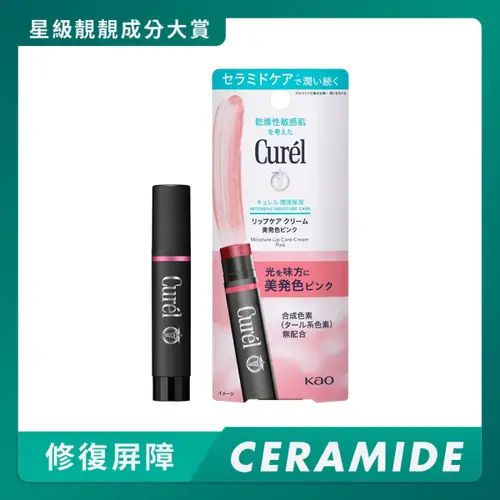 星級靚靚成分大賞
セラミドケアで潤い続く
乾燥性敏感肌
を考えた
Curél
キュレル 潤浸保湿
INTENSIVE MOISTURE CARE
リップケア クリーム
美発色ピンク
Moisture Lip Care Cream
Pink
光を味方に
美発色ピンク
合成色素
(タール系色素)
無配合
Curél
Curél
Kao
イメージ
修復屏障
CERAMIDE